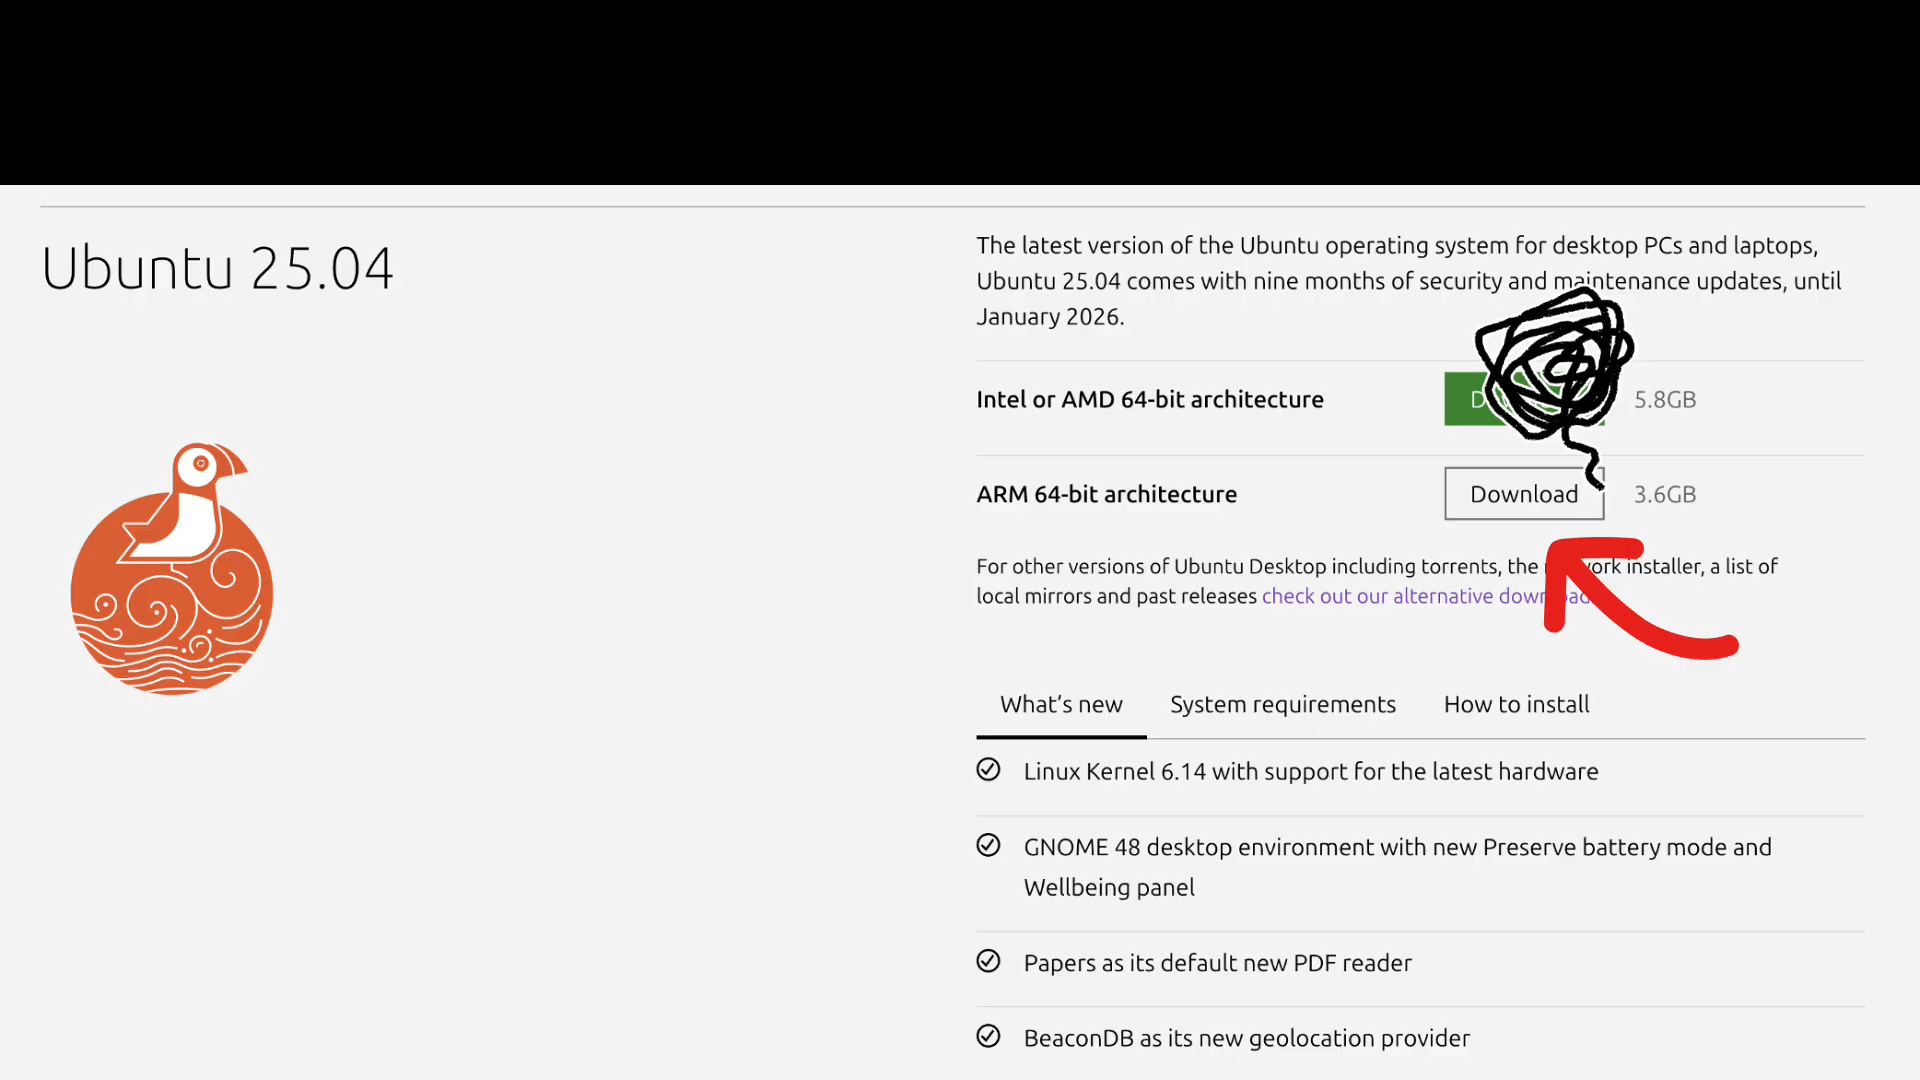 Ubuntu 25.04
The latest version of the Ubuntu operating system for desktop PCs and laptops,
Ubuntu 25.04 comes with nine months of security and maintenance updates, until
January 2026.
Intel or AMD 64-bit architecture
5.8GB
ARM 64-bit architecture
Download
3.6GB
For other versions of Ubuntu Desktop including torrents, the installer, a list of
local mirrors and past releases check out our alternative
What's new
System requirements
How to install
Linux Kernel 6.14 with support for the latest hardware
GNOME 48 desktop environment with new Preserve battery mode and
Wellbeing panel
Papers as its default new PDF reader
BeaconDB as its new geolocation provider